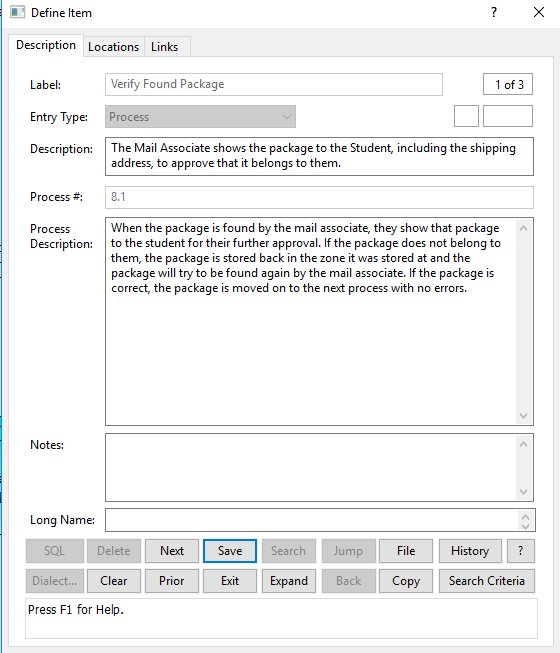 Define Item
?
Description Locations Links
Label: Verify Found Package 1 of 3
Entry Type: Process
Description: The Mail Associate shows the package to the Student, including the shipping
address, to approve that it belongs to them.
Process #: 8.1
Process
Description:
When the package is found by the mail associate, they show that package
to the student for their further approval. If the package does not belong to
them, the package is stored back in the zone it was stored at and the
package will try to be found again by the mail associate. If the package is
correct, the package is moved on to the next process with no errors.
Notes:
Long Name:
SQL Delete Next Save Search Jump File History ?
Dialect... Clear Prior Exit Expand Back Copy Search Criteria
Press F1 for Help.